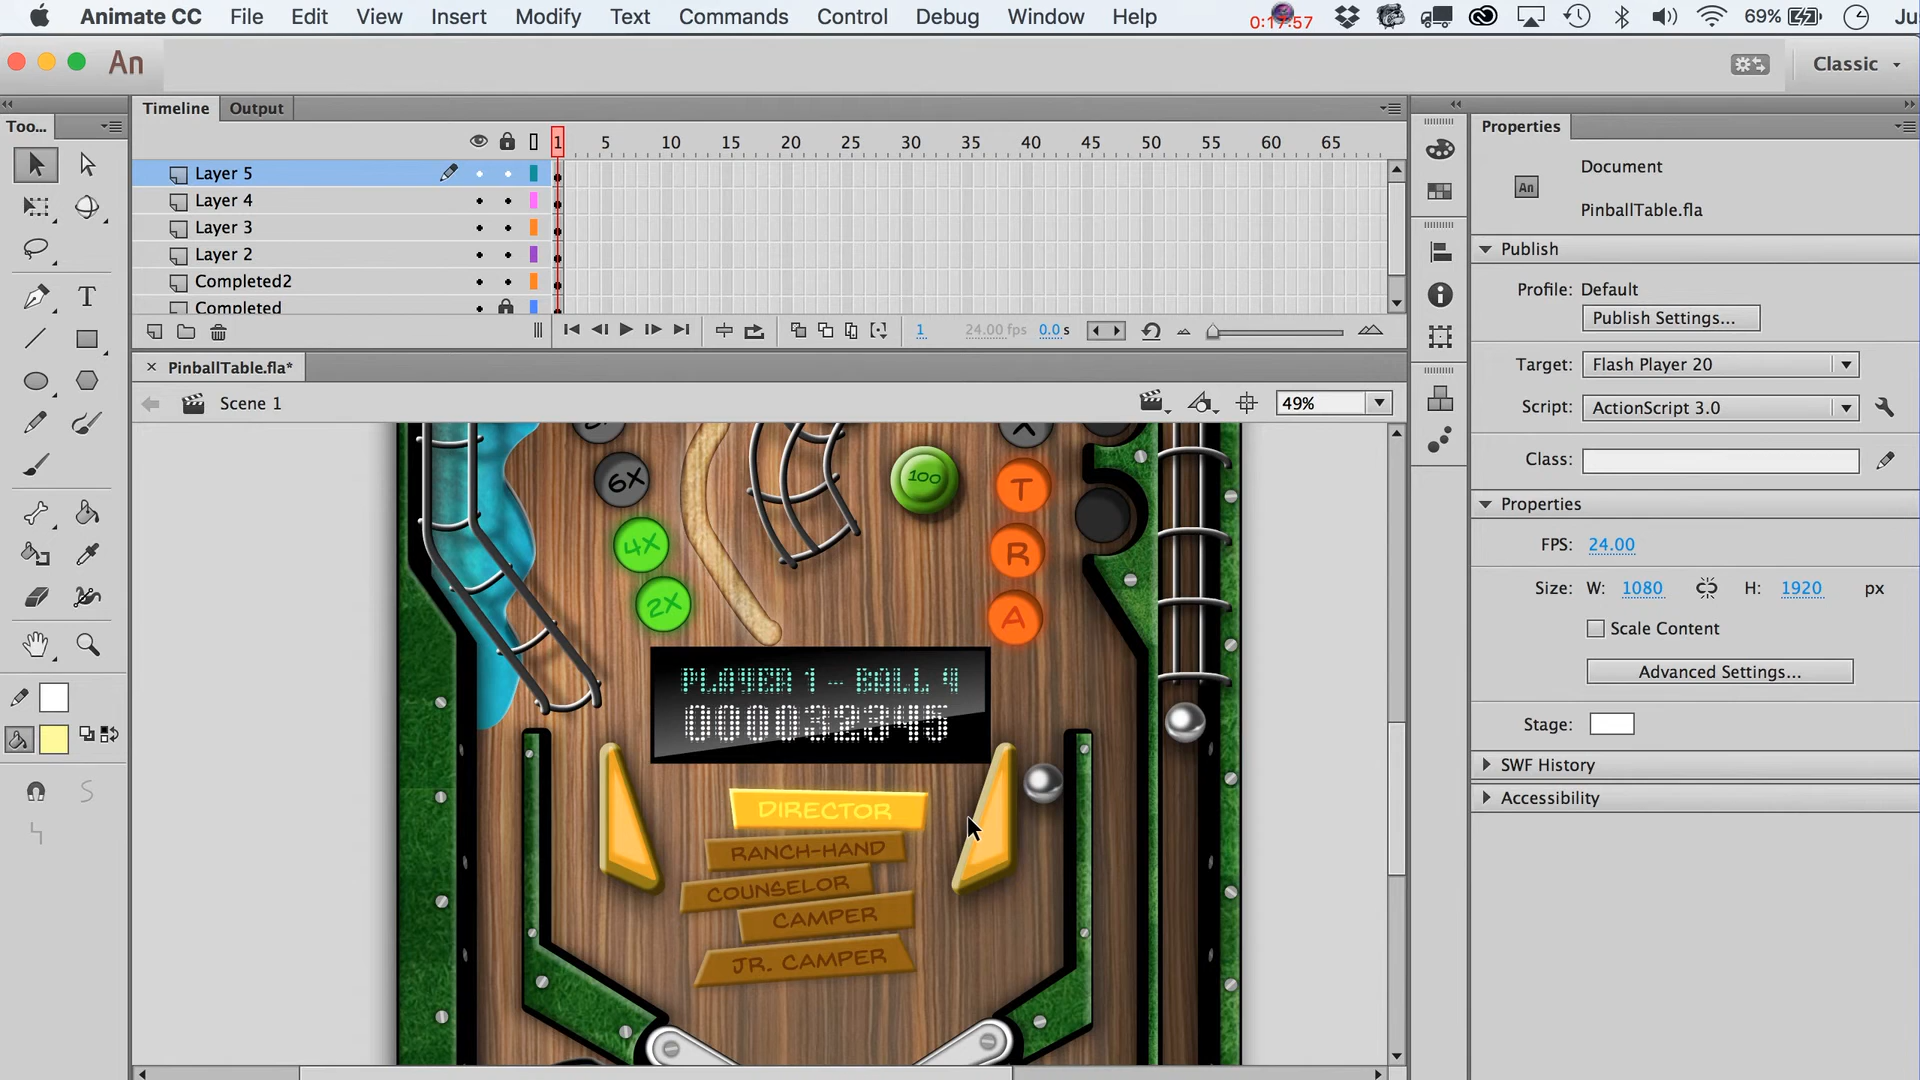 Animate CC File Edit View Insert Modify Text Commands Control Debug Window Help 0:17:57 69% Ju
An Classic
Too... Timeline Output Properties
1 5 10 15 20 25 30 35 40 45 50 55 60 65
Layer 5
Layer 4
Layer 3
Layer 2
Completed2
Completed
1 24.00 fps 0.0 s
PinballTable.fla*
Scene 1 49%
Document
An
PinballTable.fla
Publish
Profile: Default
Publish Settings...
Target: Flash Player 20
Script: ActionScript 3.0
Class:
Properties
FPS: 24.00
Size: W: 1080 H: 1920 px
Scale Content
Advanced Settings...
Stage:
SWF History
Accessibility
X
6X 100 T
4X R
2X A
PLAYER 1 - BALL 4
000032345
DIRECTOR
RANCH-HAND
COUNSELOR
CAMPER
JR. CAMPER